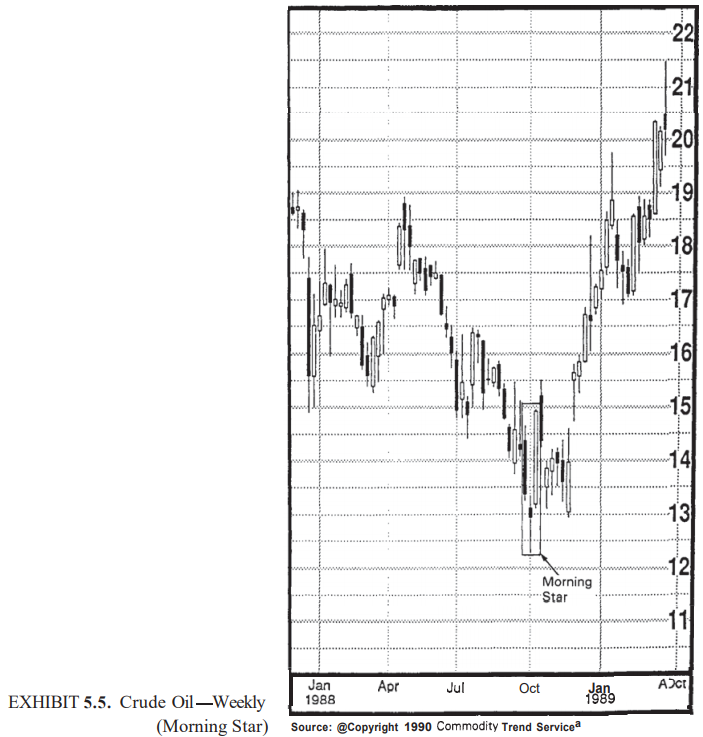 22
21
20
19
18
17
16
15
14
13
12
11
Morning
Star
Jan
1988
Apr
Jul
Oct
Jan
1989
EXHIBIT 5.5. Crude Oil—Weekly
(Morning Star)
Source: @Copyright 1990 Commodity Trend Serviceª